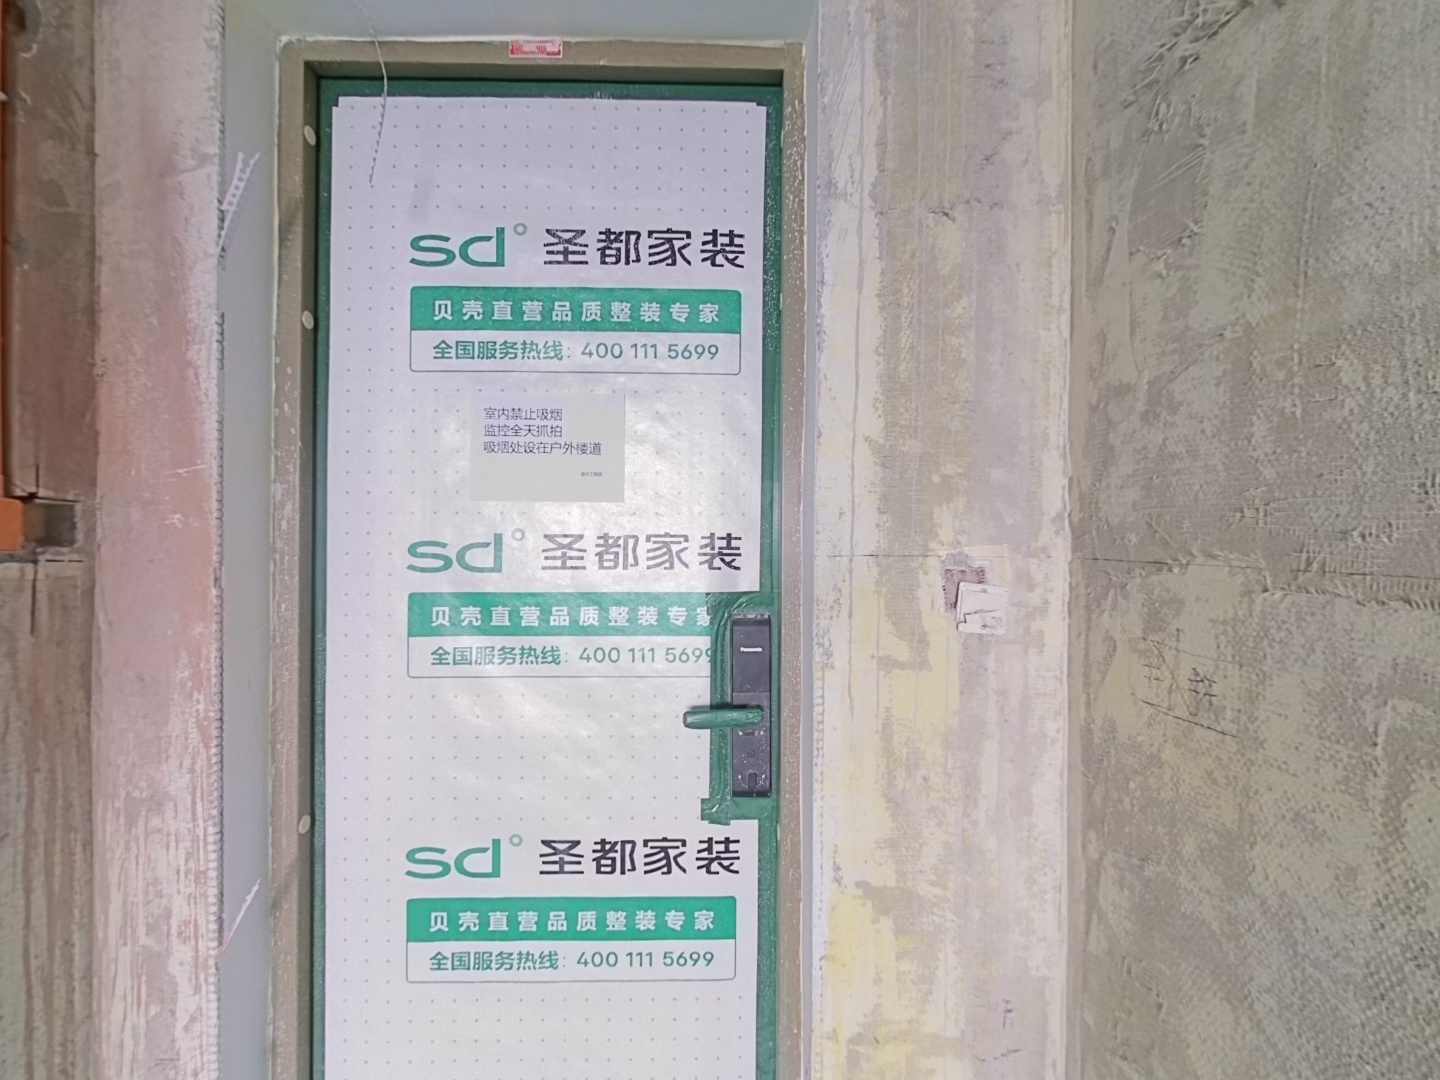 sd° 圣都家装
贝壳直营品质整装专家
全国服务热线：400 111 5699
室内禁止吸烟
监控全天抓拍
吸烟处设在户外楼道
sd° 圣都家装
贝壳直营品质整装专家
全国服务热线：400 111 5699
Panasonic
sd° 圣都家装
贝壳直营品质整装专家
全国服务热线：400 111 5699